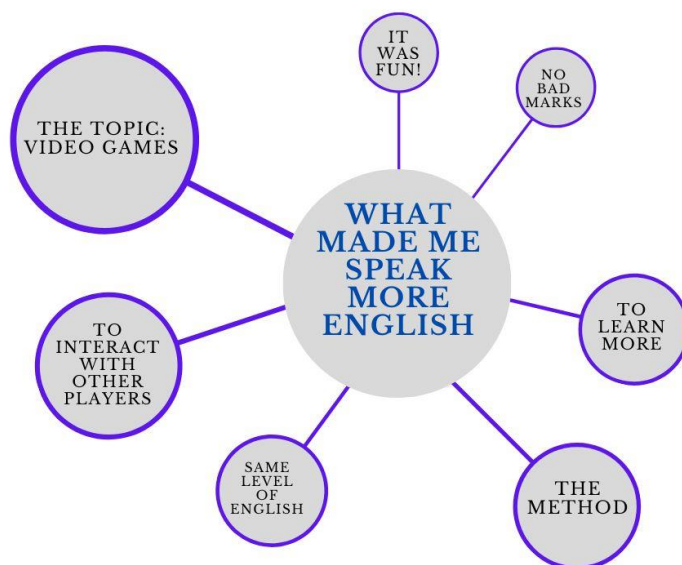 IT
WAS
FUN!
NO
BAD
MARKS
THE TOPIC:
VIDEO GAMES
WHAT
MADE ME
SPEAK
MORE
ENGLISH
TO
LEARN
MORE
TO
INTERACT
WITH
OTHER
PLAYERS
SAME
LEVEL
OF
ENGLISH
THE
METHOD